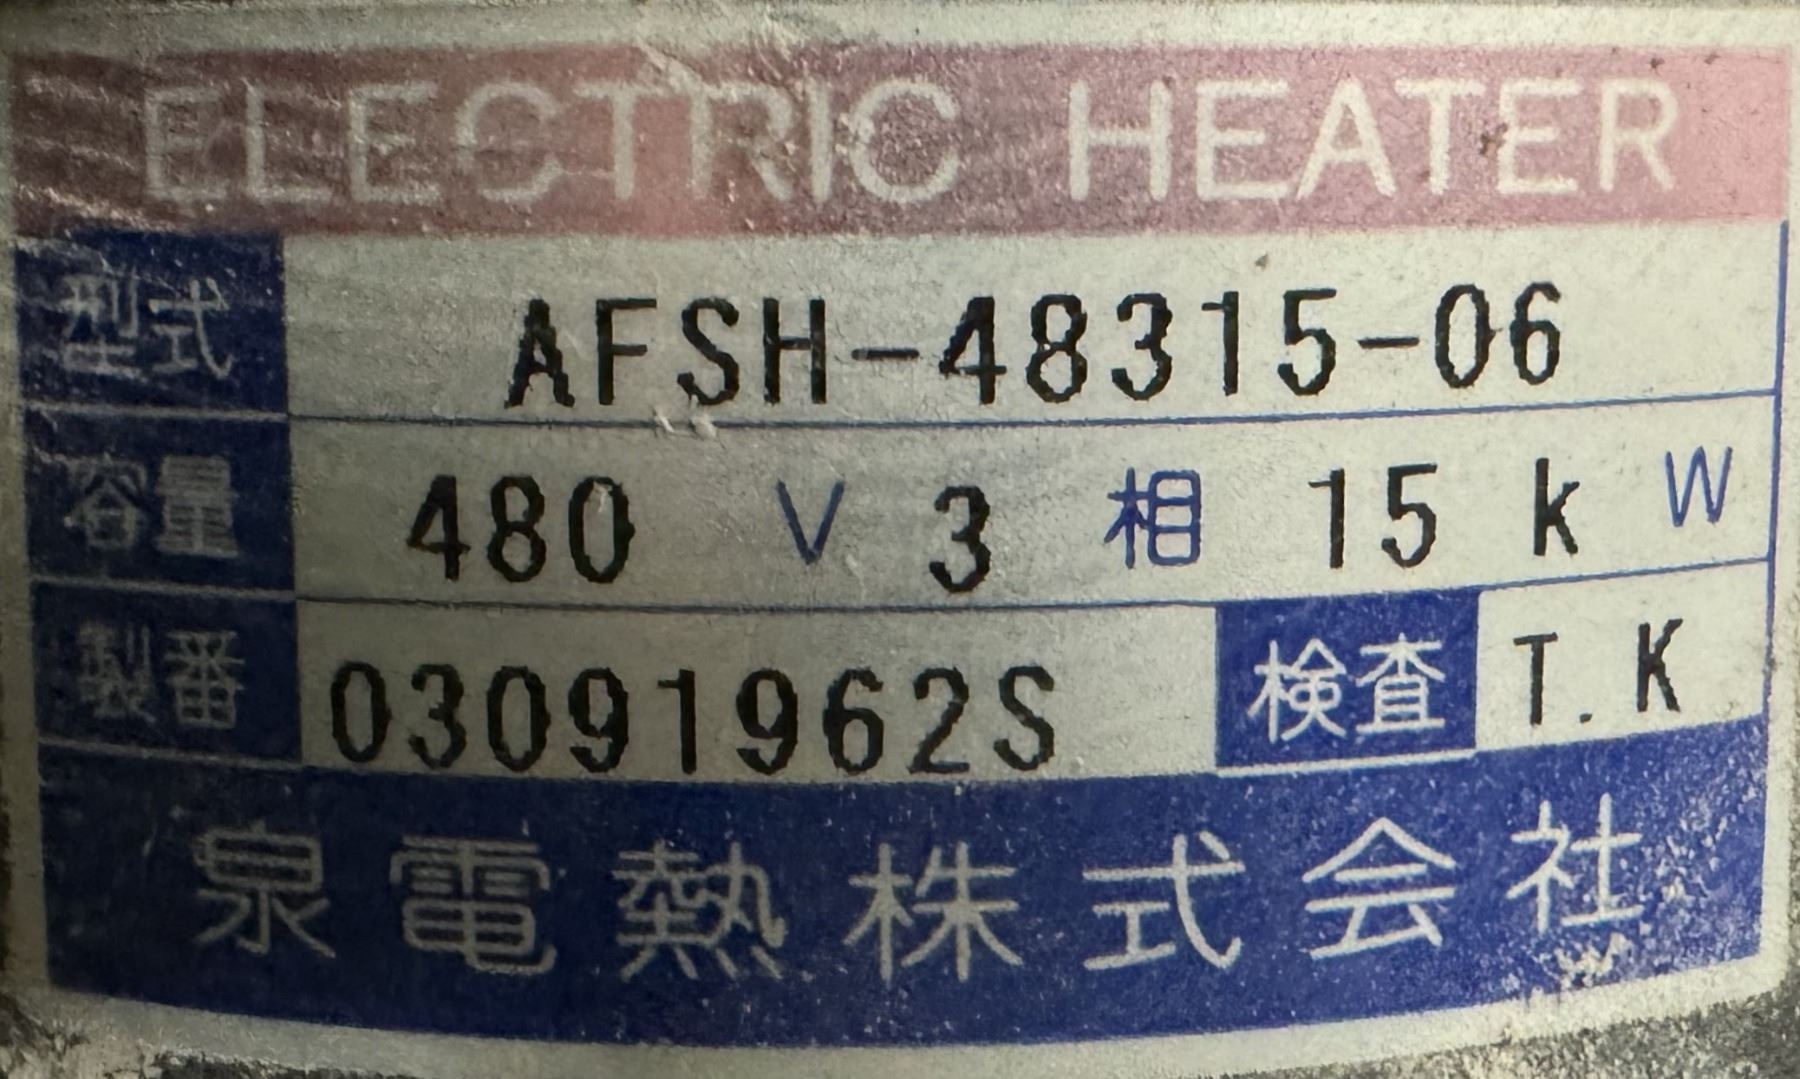 ELECTRIC HEATER
型式 AFSH-48315-06
容量 480 V 3 相 15 k W
製番 03091962S 検査 T.K
泉電熱株式会社